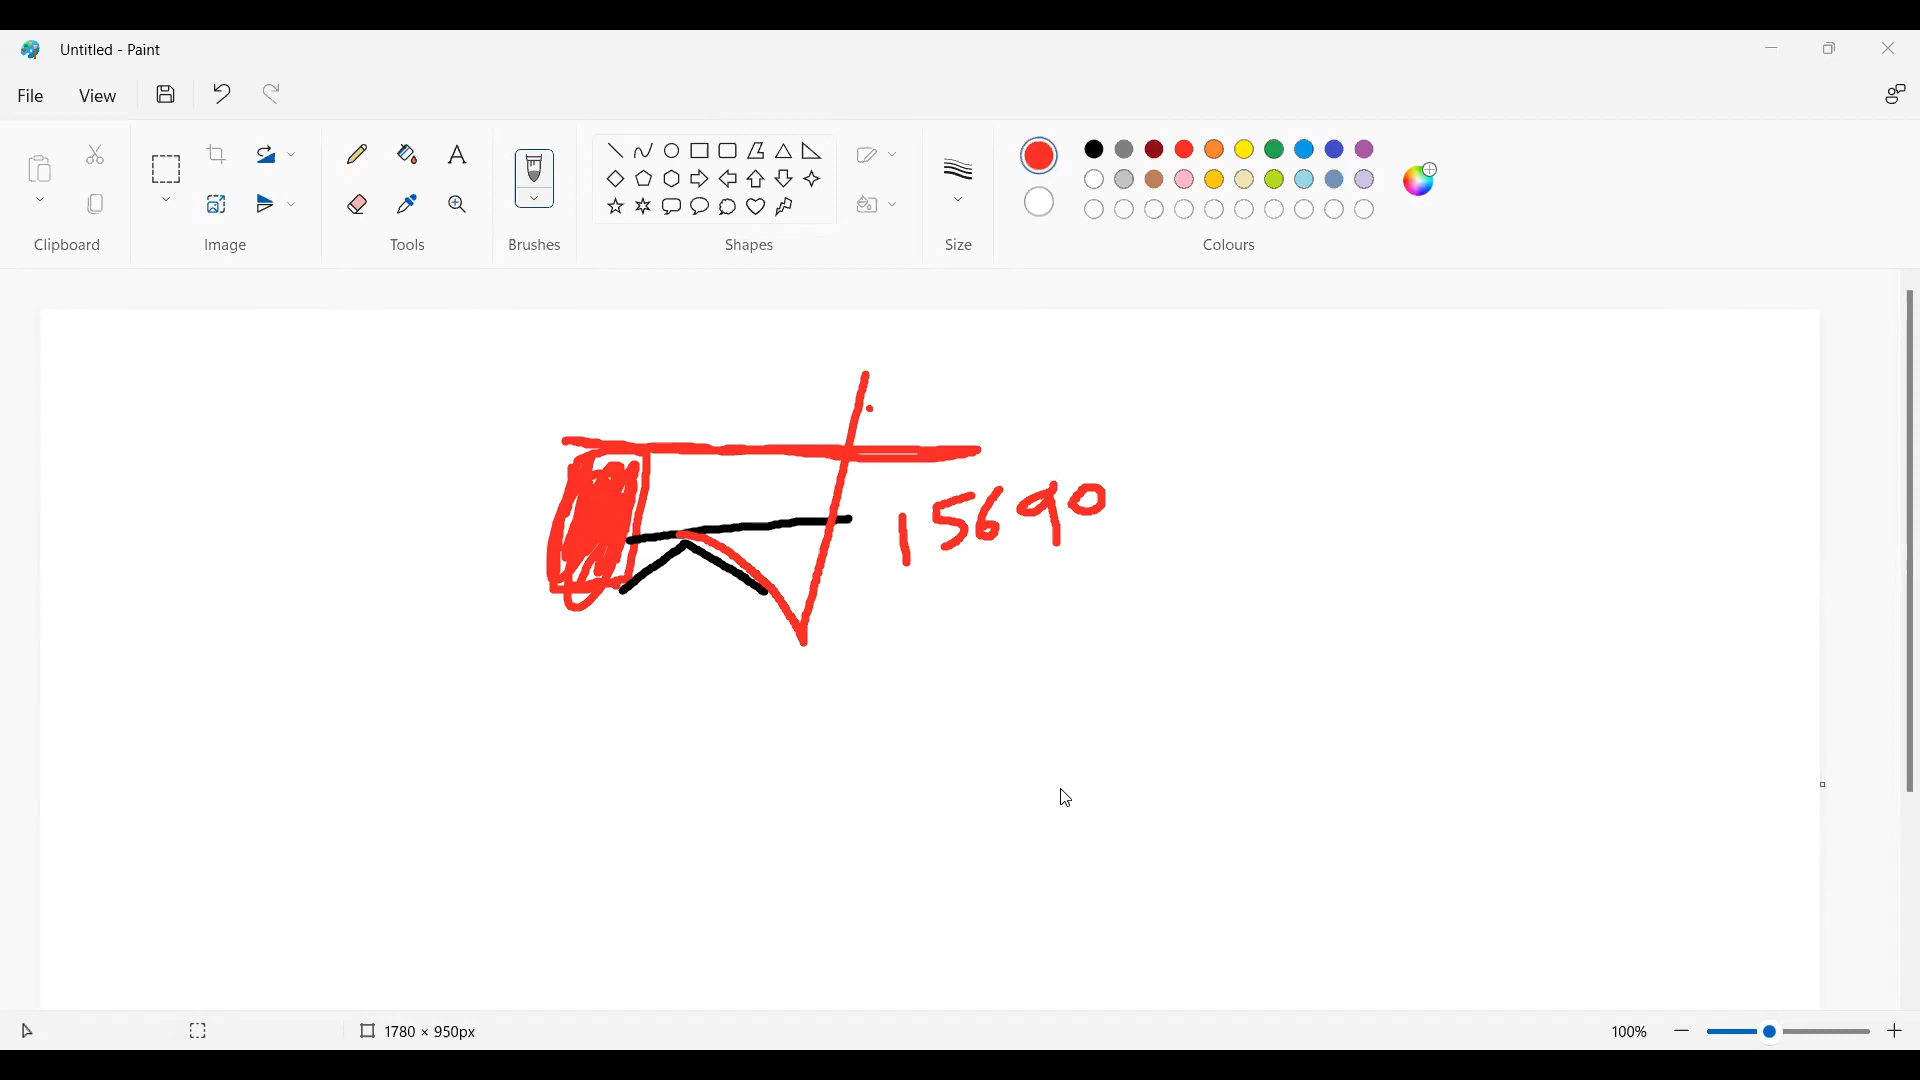 Untitled - Paint
File View
Clipboard Image Tools Brushes Shapes Size Colours
15690
1780 × 950px 100%